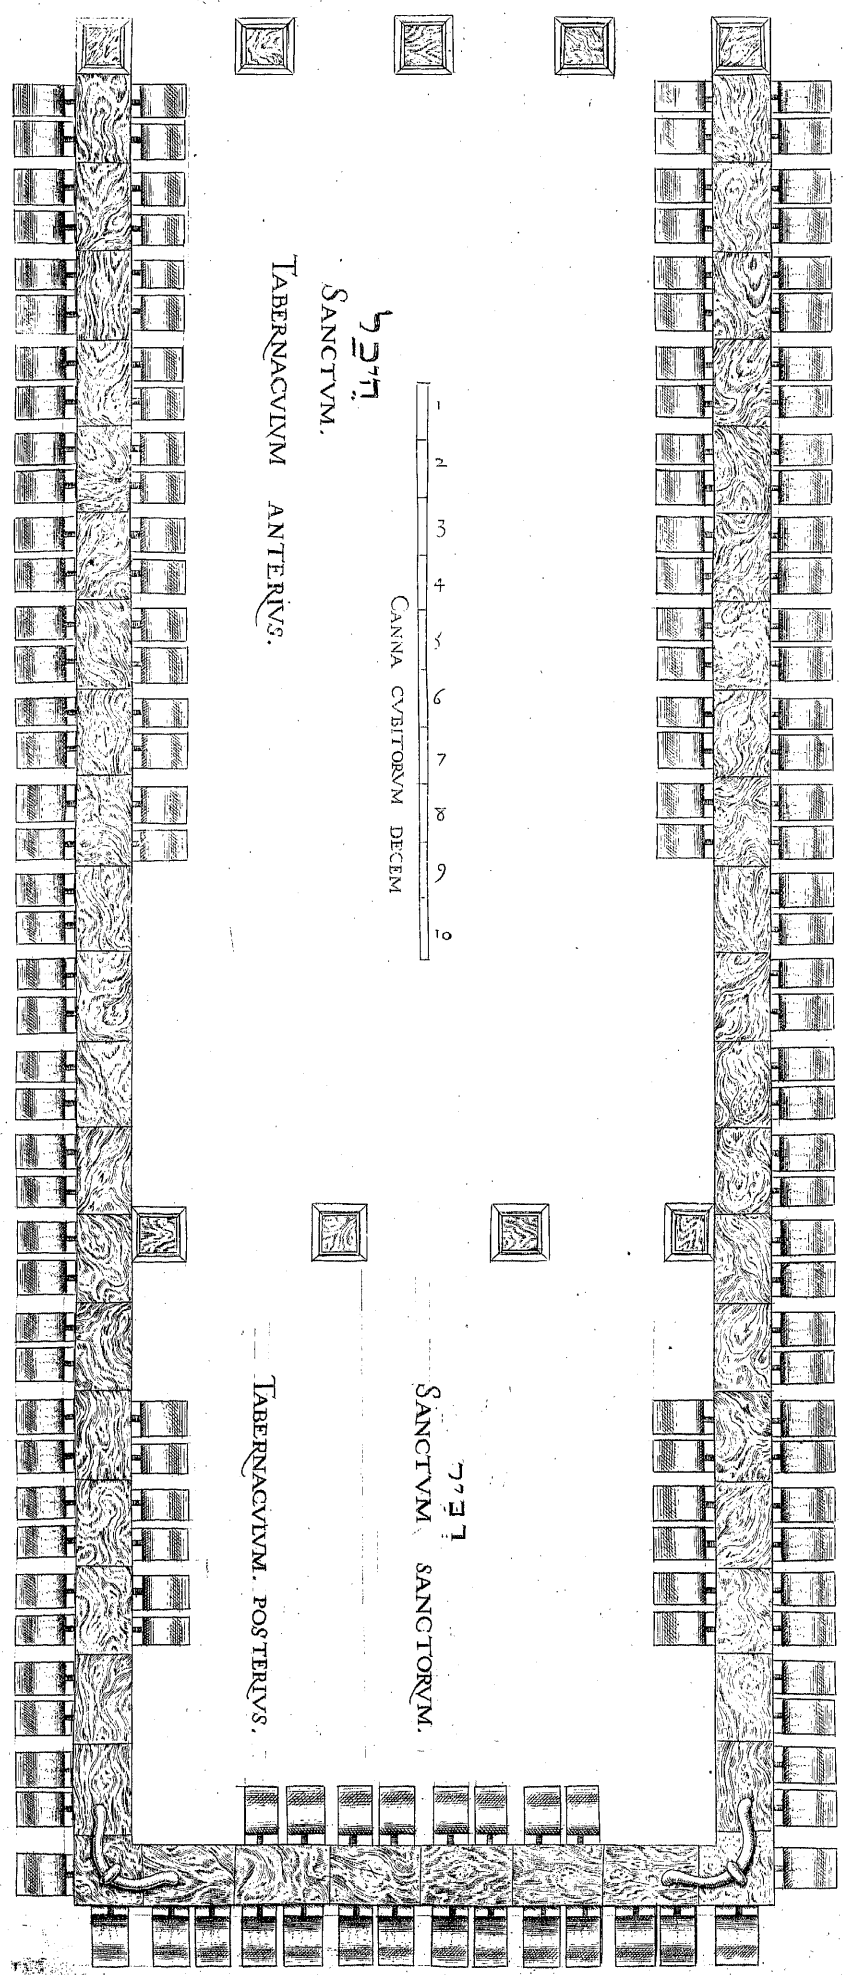 היכל
SANCTVM.
TABERNACVLVM ANTERIVS.
1 2 3 4 5 6 7 8 9 10
CANNA CVBITORVM DECEM
דביר
SANCTVM SANCTORVM.
TABERNACVLVM. POSTERIVS.